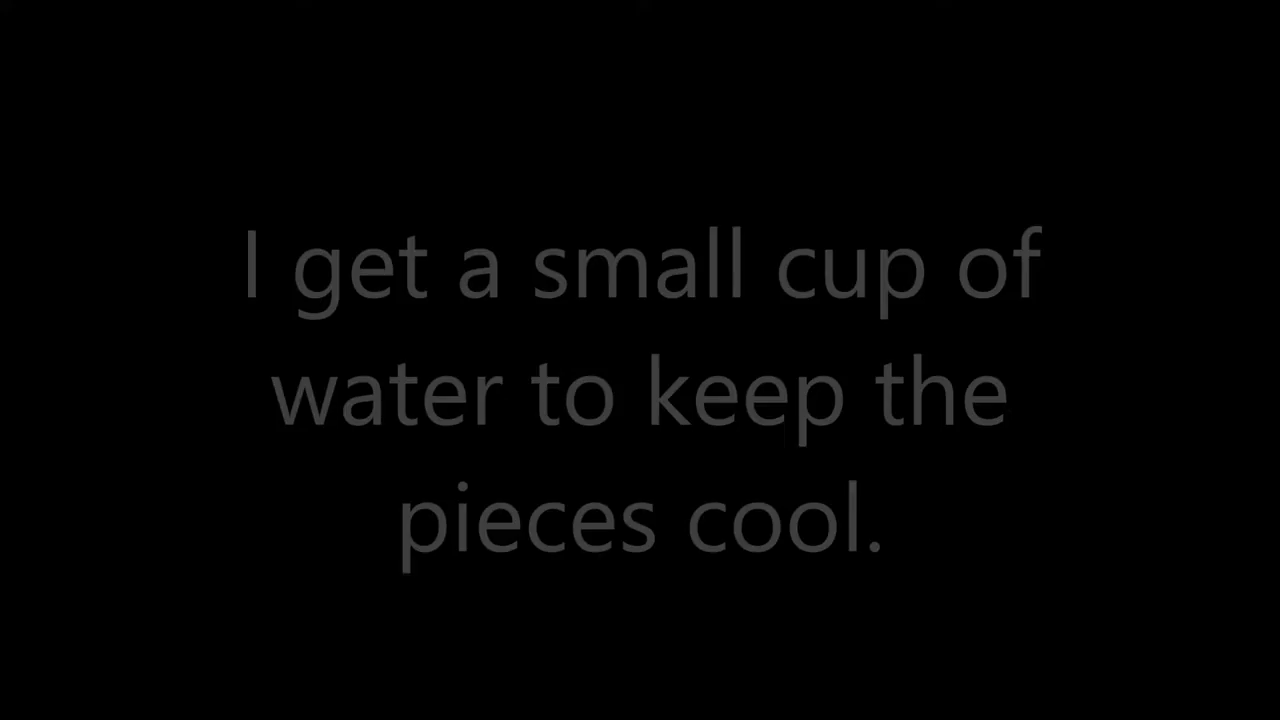 I get a small cup of
water to keep the
pieces cool.